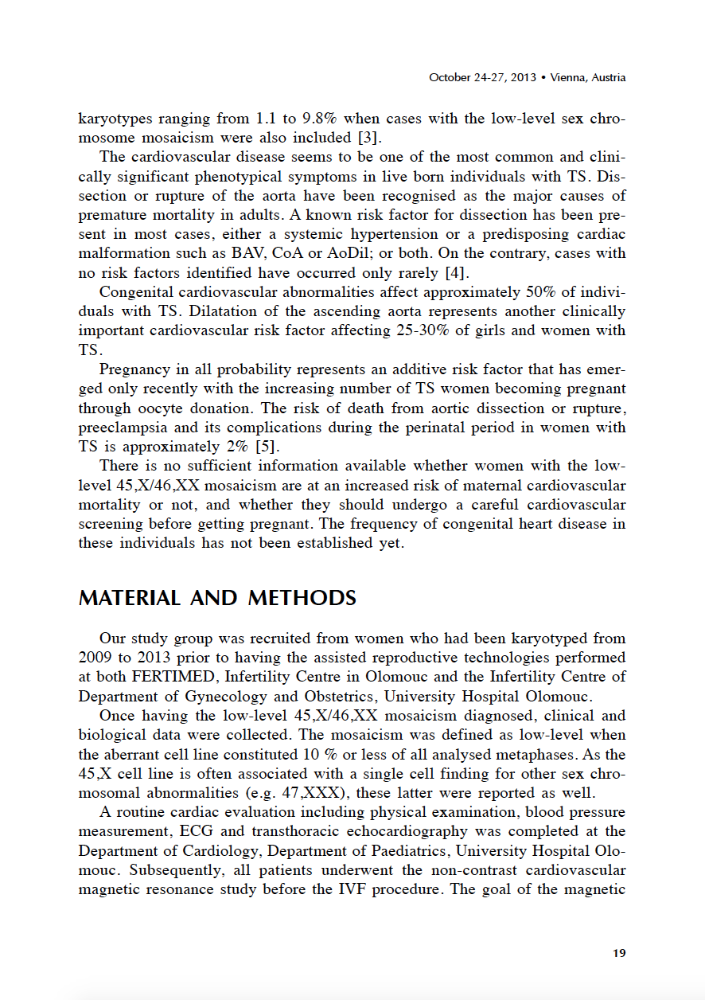 October 24-27, 2013 • Vienna, Austria
karyotypes ranging from 1.1 to 9.8% when cases with the low-level sex chro-
mosome mosaicism were also included [3].
The cardiovascular disease seems to be one of the most common and clini-
cally significant phenotypical symptoms in live born individuals with TS. Dis-
section or rupture of the aorta have been recognised as the major causes of
premature mortality in adults. A known risk factor for dissection has been pre-
sent in most cases, either a systemic hypertension or a predisposing cardiac
malformation such as BAV, CoA or AoDil; or both. On the contrary, cases with
no risk factors identified have occurred only rarely [4].
Congenital cardiovascular abnormalities affect approximately 50% of indivi-
duals with TS. Dilatation of the ascending aorta represents another clinically
important cardiovascular risk factor affecting 25-30% of girls and women with
TS.
Pregnancy in all probability represents an additive risk factor that has emer-
ged only recently with the increasing number of TS women becoming pregnant
through oocyte donation. The risk of death from aortic dissection or rupture,
preeclampsia and its complications during the perinatal period in women with
TS is approximately 2% [5].
There is no sufficient information available whether women with the low-
level 45,X/46,XX mosaicism are at an increased risk of maternal cardiovascular
mortality or not, and whether they should undergo a careful cardiovascular
screening before getting pregnant. The frequency of congenital heart disease in
these individuals has not been established yet.
MATERIAL AND METHODS
Our study group was recruited from women who had been karyotyped from
2009 to 2013 prior to having the assisted reproductive technologies performed
at both FERTIMED, Infertility Centre in Olomouc and the Infertility Centre of
Department of Gynecology and Obstetrics, University Hospital Olomouc.
Once having the low-level 45,X/46,XX mosaicism diagnosed, clinical and
biological data were collected. The mosaicism was defined as low-level when
the aberrant cell line constituted 10 % or less of all analysed metaphases. As the
45,X cell line is often associated with a single cell finding for other sex chro-
mosomal abnormalities (e.g. 47,XXX), these latter were reported as well.
A routine cardiac evaluation including physical examination, blood pressure
measurement, ECG and transthoracic echocardiography was completed at the
Department of Cardiology, Department of Paediatrics, University Hospital Olo-
mouc. Subsequently, all patients underwent the non-contrast cardiovascular
magnetic resonance study before the IVF procedure. The goal of the magnetic
19